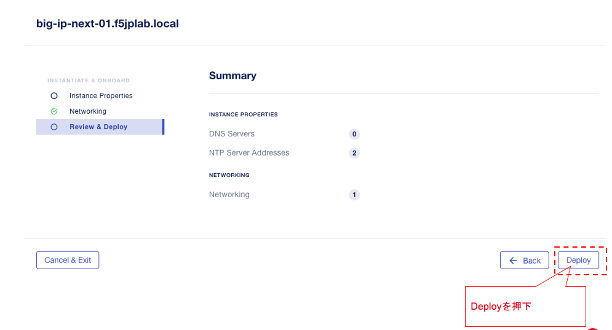 big-ip-next-01.f5jplab.local
INSTANTIATE & ONBOARD
Instance Properties
Networking
Review & Deploy
Summary
INSTANCE PROPERTIES
DNS Servers 0
NTP Server Addresses 2
NETWORKING
Networking 1
Cancel & Exit
Back
Deploy
Deployを押下